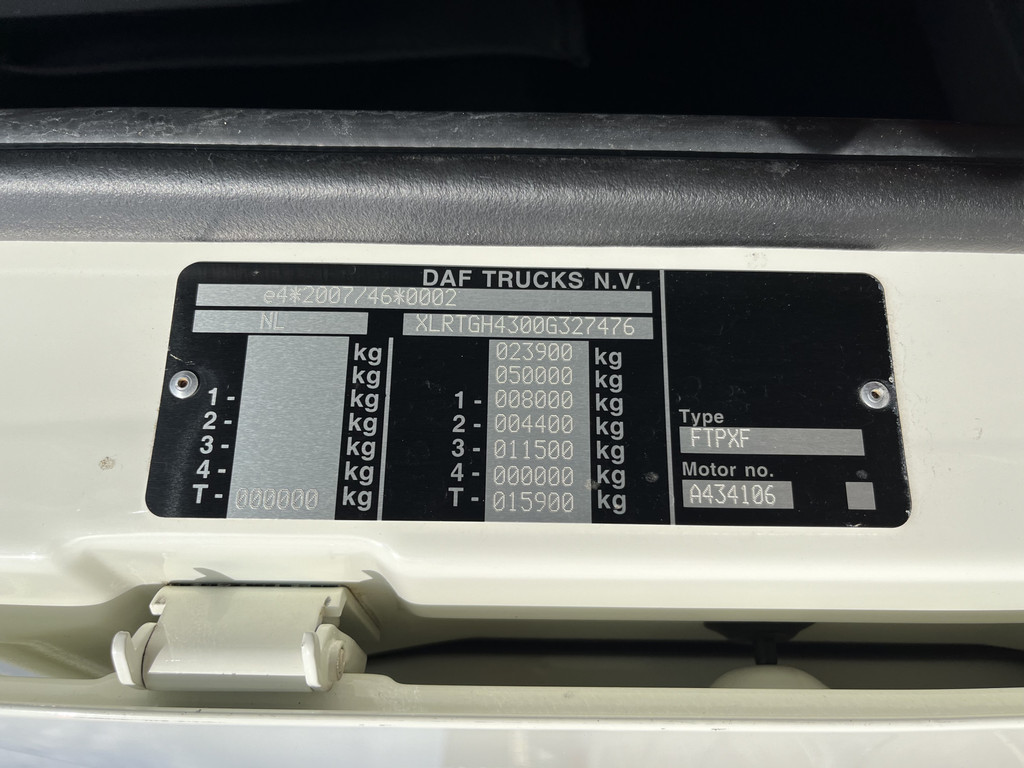 DAF TRUCKS N.V.
e4*2007/46*0002
NL XLRTGH4300G327476
kg 023900 kg
kg 050000 kg
1- kg 1- 008000 kg
2- kg 2- 004400 kg
3- kg 3- 011500 kg
4- kg 4- 000000 kg
T- 000000 kg T- 015900 kg
Type
FTPXF
Motor no.
A434106